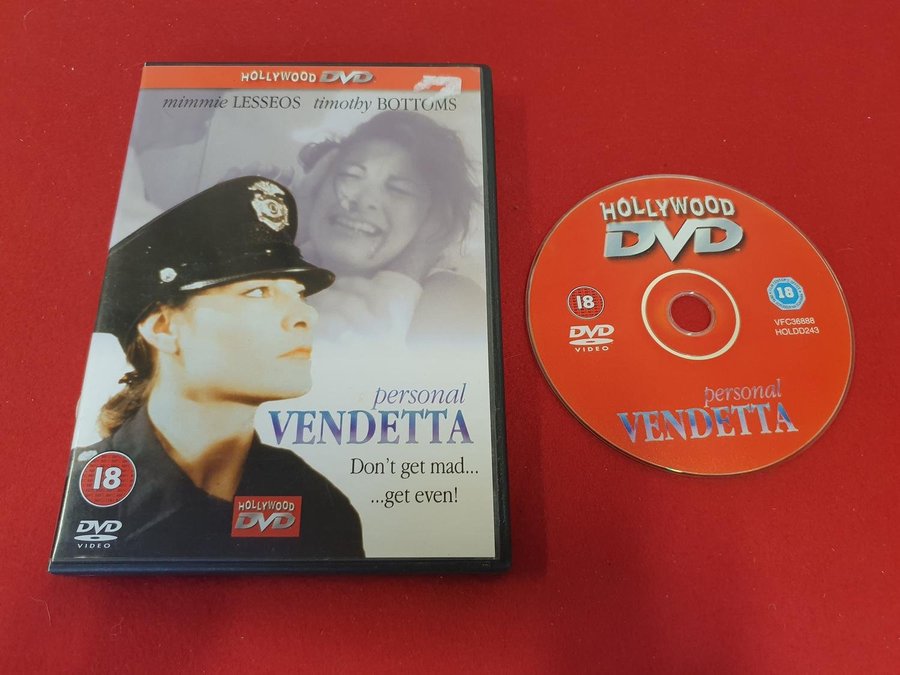 HOLLYWOOD DVD
mimmie LESSEOS timothy BOTTOMS
personal
VENDETTA
Don't get mad...
...get even!
18
HOLLYWOOD
DVD
DVD
VIDEO
HOLLYWOOD
DVD
18
18
DVD
VIDEO
VFC36888
HOLDD243
personal
VENDETTA